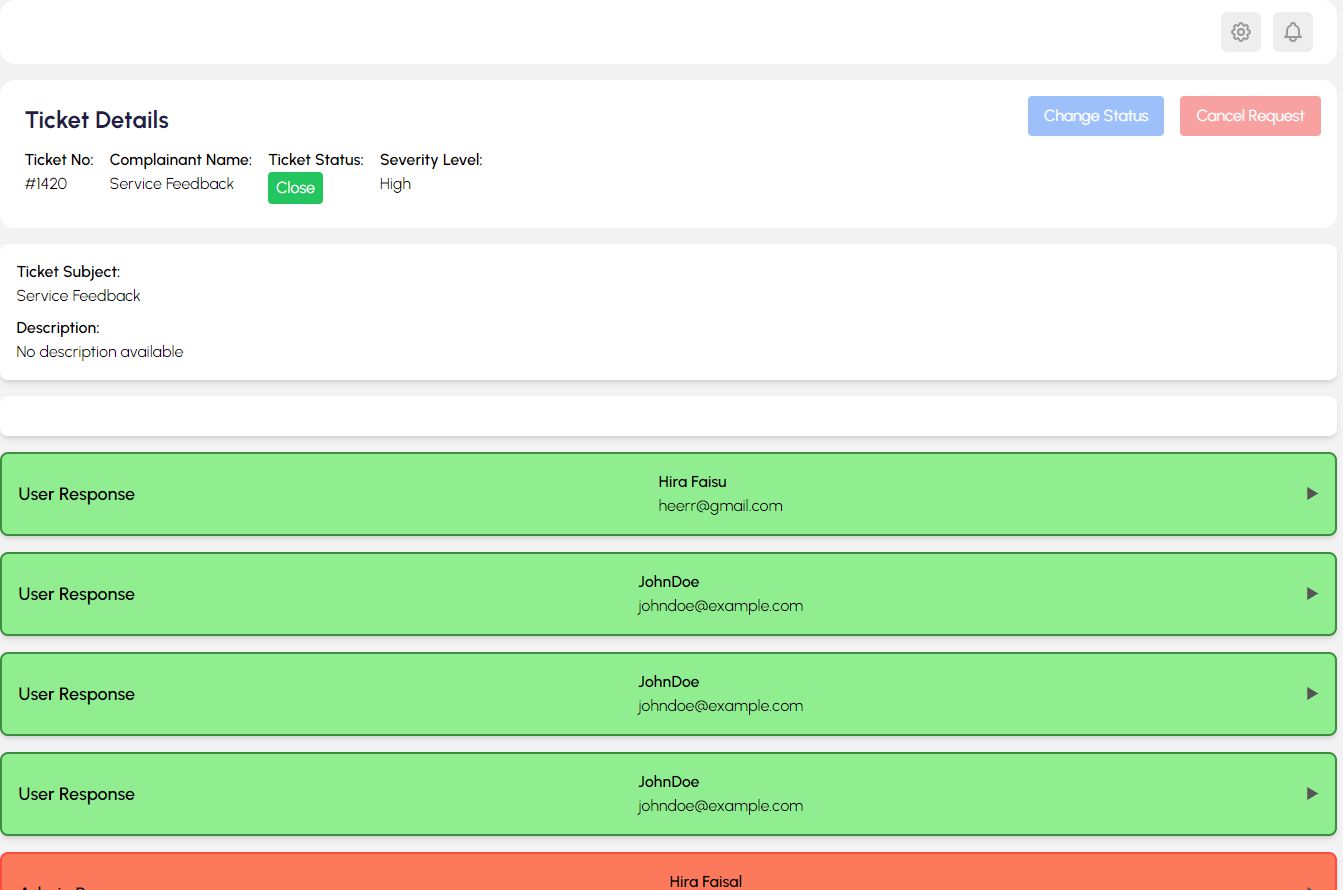 Ticket Details
Change Status
Cancel Request
Ticket No: Complainant Name: Ticket Status: Severity Level:
#1420 Service Feedback Close High
Ticket Subject:
Service Feedback
Description:
No description available
User Response
Hira Faisu
heerr@gmail.com
User Response
JohnDoe
johndoe@example.com
User Response
JohnDoe
johndoe@example.com
User Response
JohnDoe
johndoe@example.com
Hira Faisal